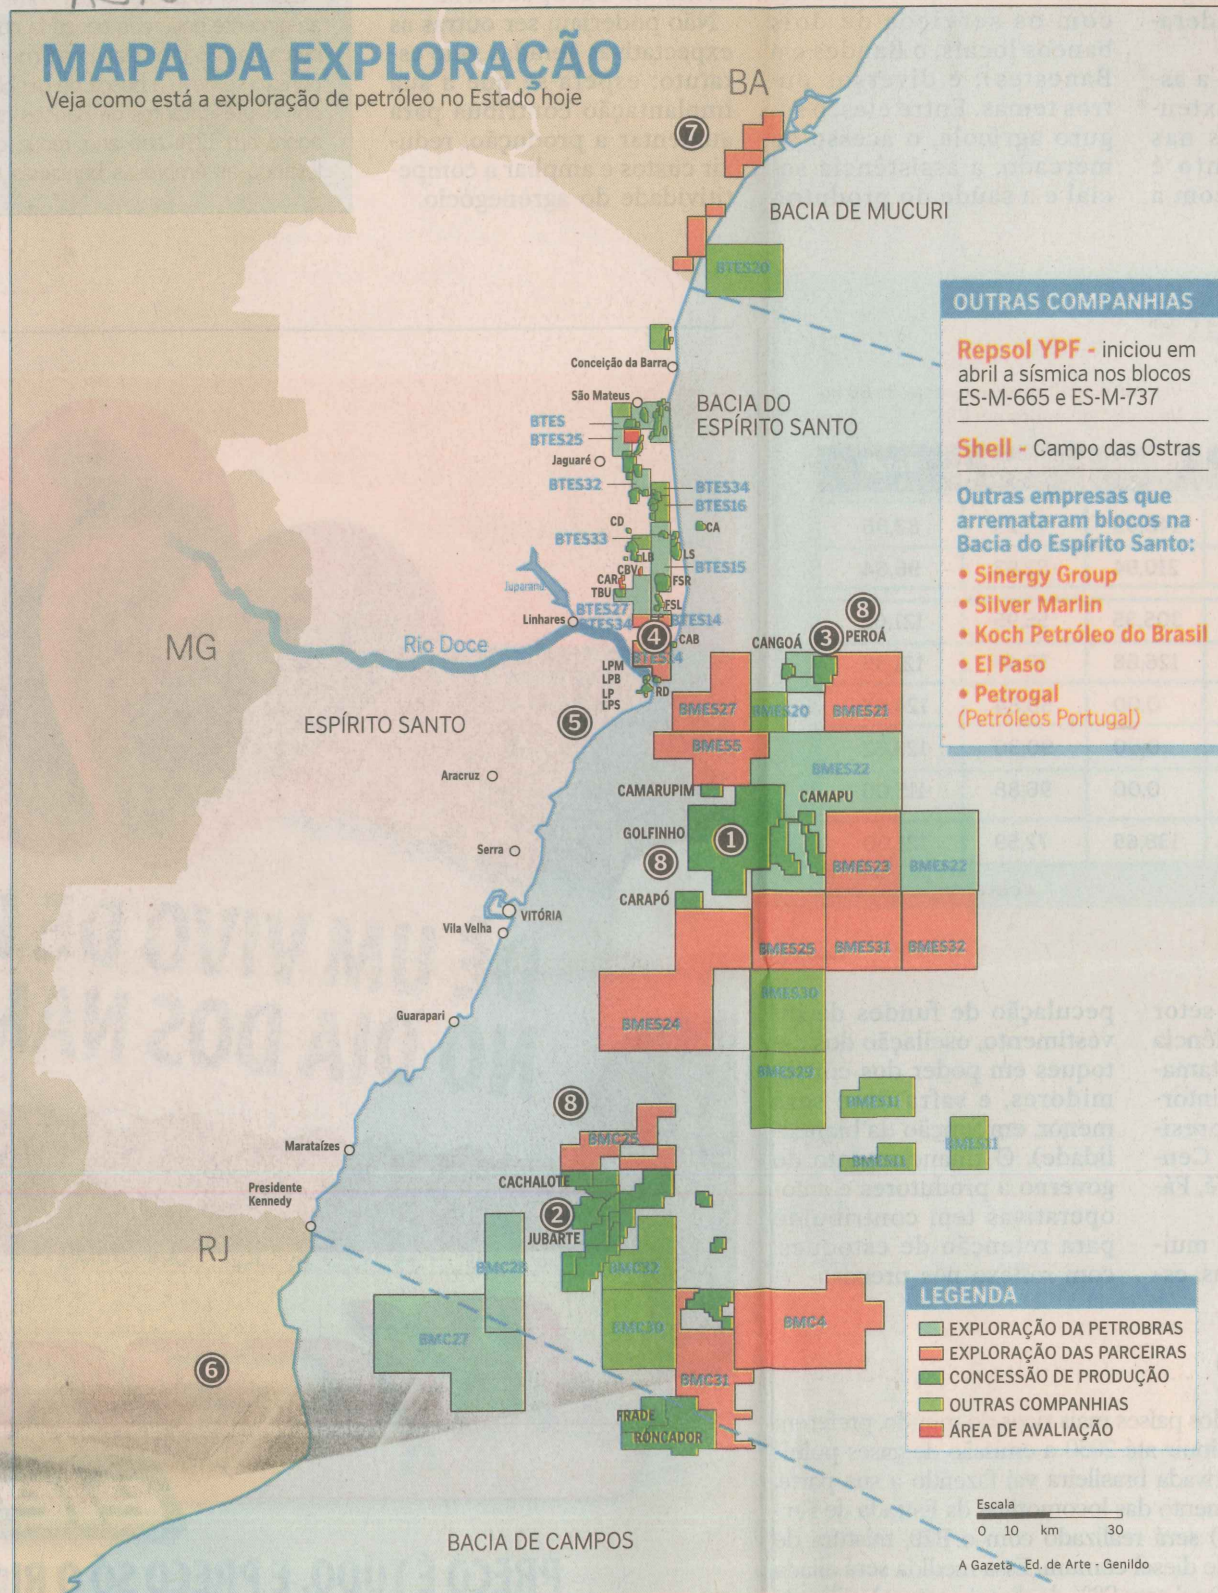 MAPA DA EXPLORAÇÃO
Veja como está a exploração de petróleo no Estado hoje
BA
7
BACIA DE MUCURI
BTES20
OUTRAS COMPANHIAS
Repsol YPF - iniciou em
abril a sísmica nos blocos
ES-M-665 e ES-M-737
Shell - Campo das Ostras
Outras empresas que
arremataram blocos na
Bacia do Espírito Santo:
• Sinergy Group
• Silver Marlin
• Koch Petróleo do Brasil
• El Paso
• Petrogal
(Petróleos Portugal)
Conceição da Barra
São Mateus
BACIA DO
ESPÍRITO SANTO
BTES
BTES25
Jaguaré
BTES32
BTES34
BTES16
CD
CA
BTES33
LB
LS
CBV
BTES15
CAR
TBU
FSR
Juparanã
FSL
BTES27
BTES34
BTES14
Linhares
4
CAB
BTES14
8
PEROÁ
3
CANGOÁ
MG
Rio Doce
LPM
LPB
LP
LPS
RD
ESPÍRITO SANTO
5
BMES27
BMES20
BMES21
BMES5
BMES22
Aracruz
CAMARUPIM
CAMAPU
GOLFINHO
1
8
Serra
BMES23
BMES22
CARAPÓ
VITÓRIA
Vila Velha
BMES25
BMES31
BMES32
BMES30
Guarapari
BMES24
BMES29
8
BMES11
BMES11
BMES11
BMC25
Marataízes
CACHALOTE
Presidente
Kennedy
2
JUBARTE
RJ
BMC28
BMC32
BMC27
BMC30
BMC4
6
BMC31
FRADE
RONCADOR
LEGENDA
EXPLORAÇÃO DA PETROBRAS
EXPLORAÇÃO DAS PARCEIRAS
CONCESSÃO DE PRODUÇÃO
OUTRAS COMPANHIAS
ÁREA DE AVALIAÇÃO
BACIA DE CAMPOS
Escala
0 10 km 30
A Gazeta Ed. de Arte - Genildo